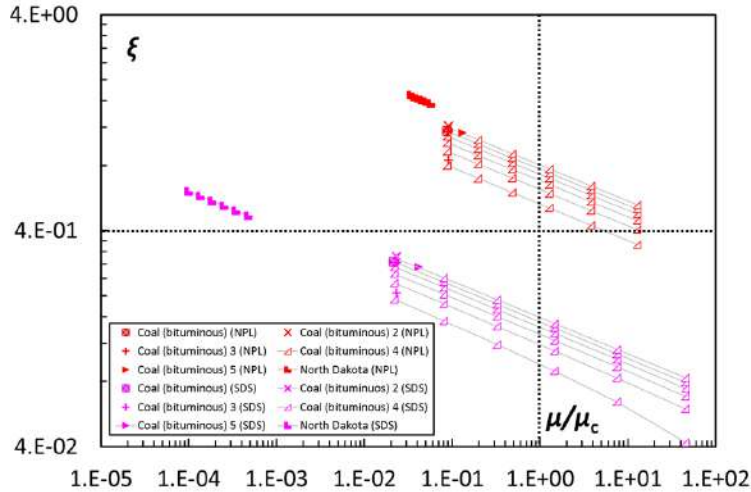 4.E+00
ξ
4.E-01
Coal (bituminous) (NPL)
Coal (bituminous) 2 (NPL)
Coal (bituminous) 3 (NPL)
Coal (bituminous) 4 (NPL)
Coal (bituminous) 5 (NPL)
North Dakota (NPL)
Coal (bituminous) (SDS)
Coal (bituminuos) 2 (SDS)
Coal (bituminous) 3 (SDS)
Coal (bituminous) 4 (SDS)
Coal (bituminous) 5 (SDS)
North Dakota (SDS)
μ/μc
4.E-02
1.E-05 1.E-04 1.E-03 1.E-02 1.E-01 1.E+00 1.E+01 1.E+02